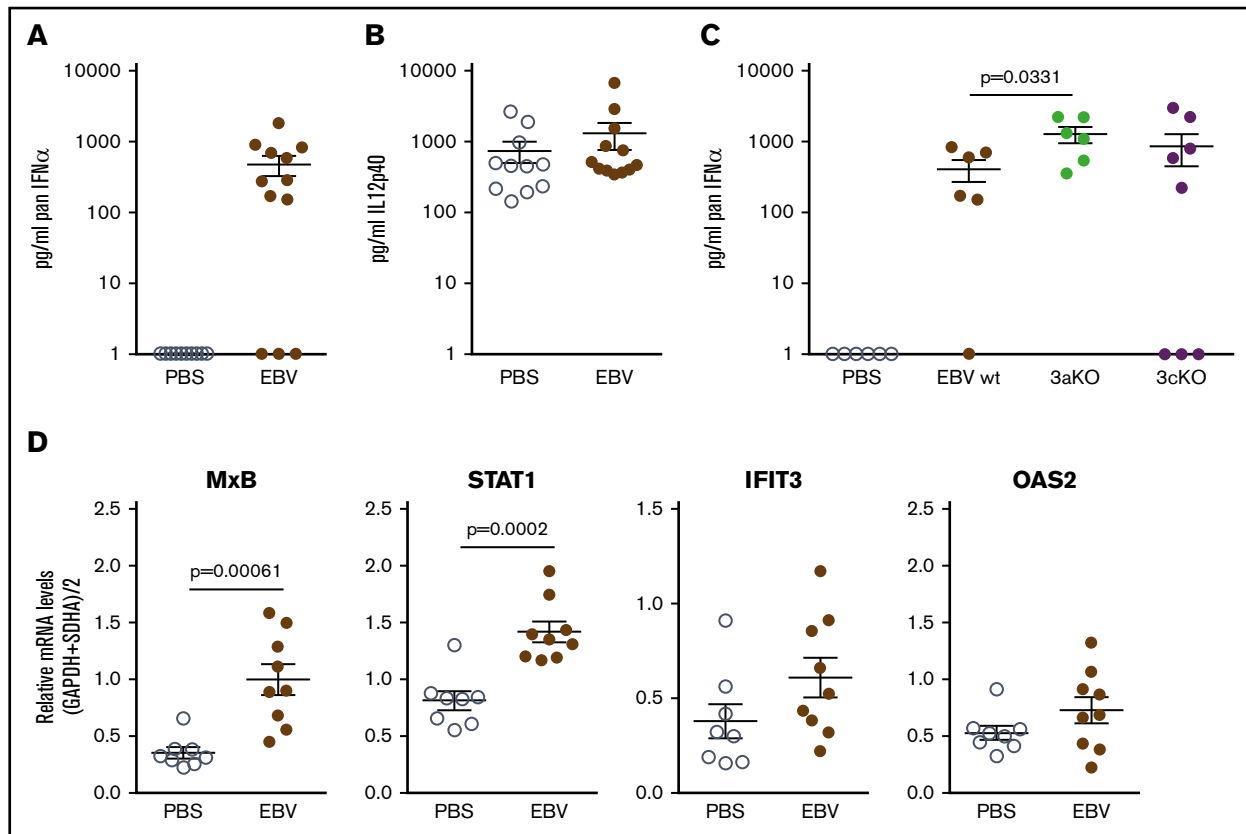 A
pg/ml pan IFNα
10000
1000
100
10
1
PBS
EBV
B
pg/ml IL12p40
10000
1000
100
10
1
PBS
EBV
C
pg/ml pan IFNα
10000
1000
100
10
1
p=0.0331
PBS
EBV wt
3aKO
3cKO
D
Relative mRNA levels
(GAPDH+SDHA)/2
MxB
2.5
2.0
1.5
1.0
0.5
0.0
p=0.00061
PBS
EBV
STAT1
2.5
2.0
1.5
1.0
0.5
0.0
p=0.0002
PBS
EBV
IFIT3
1.5
1.0
0.5
0.0
PBS
EBV
OAS2
2.5
2.0
1.5
1.0
0.5
0.0
PBS
EBV